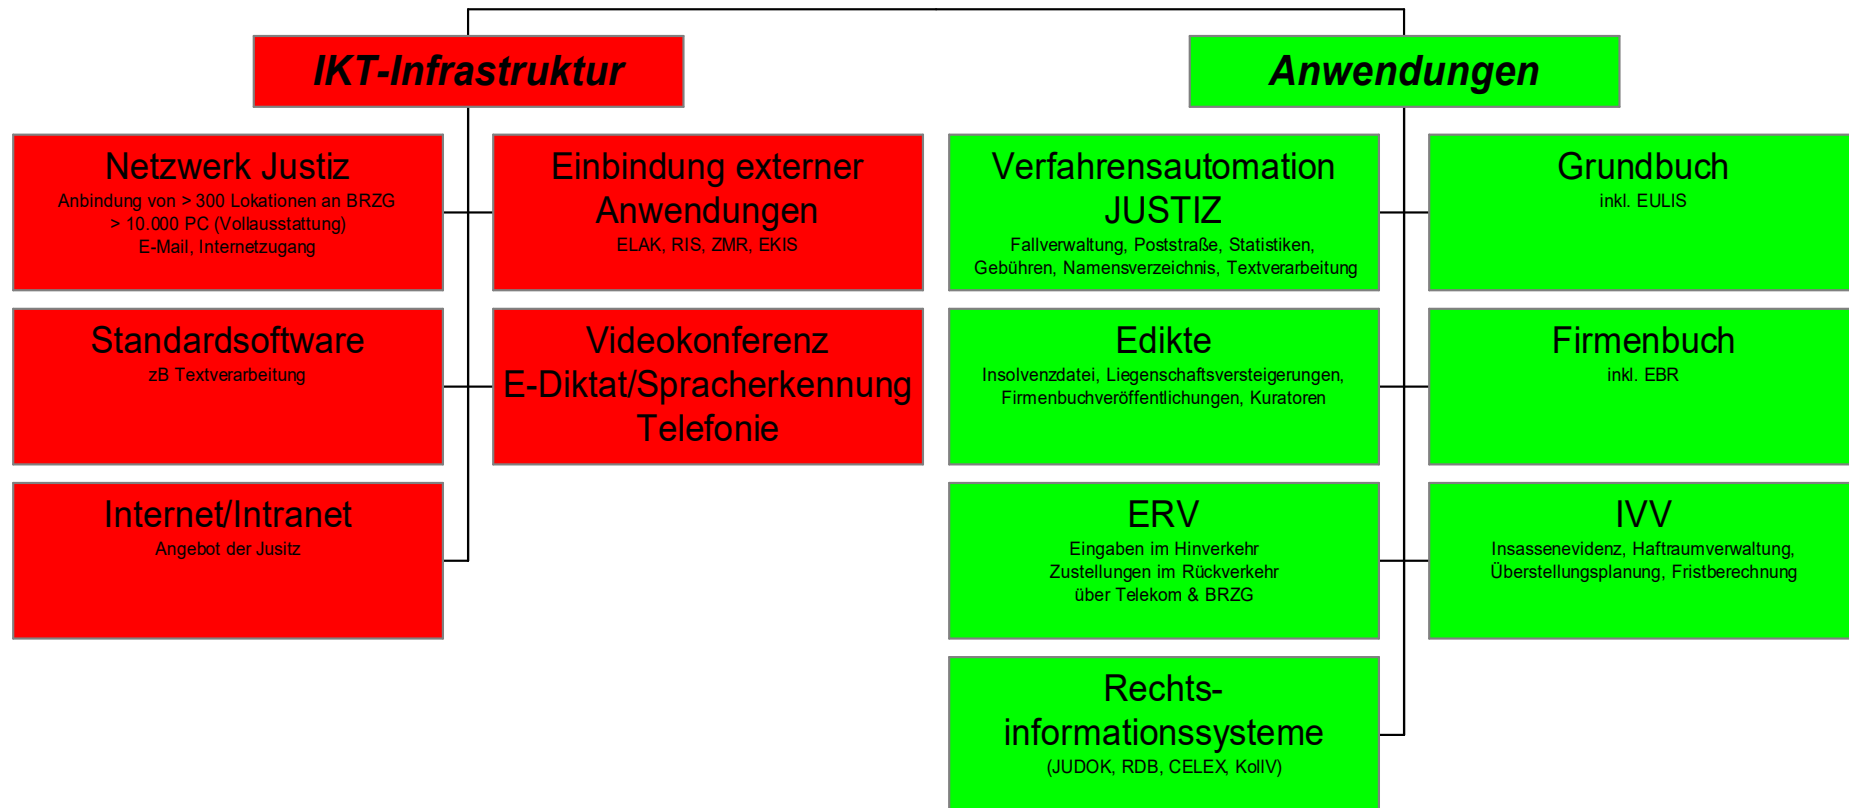 IKT-Infrastruktur
Anwendungen
Netzwerk Justiz
Anbindung von > 300 Lokationen an BRZG
> 10.000 PC (Vollausstattung)
E-Mail, Internetzugang
Einbindung externer
Anwendungen
ELAK, RIS, ZMR, EKIS
Verfahrensautomation
JUSTIZ
Fallverwaltung, Poststraße, Statistiken,
Gebühren, Namensverzeichnis, Textverarbeitung
Grundbuch
inkl. EULIS
Standardsoftware
zB Textverarbeitung
Videokonferenz
E-Diktat/Spracherkennung
Telefonie
Edikte
Insolvenzdatei, Liegenschaftsversteigerungen,
Firmenbuchveröffentlichungen, Kuratoren
Firmenbuch
inkl. EBR
Internet/Intranet
Angebot der Jusitz
ERV
Eingaben im Hinverkehr
Zustellungen im Rückverkehr
über Telekom & BRZG
IVV
Insassenevidenz, Haftraumverwaltung,
Überstellungsplanung, Fristberechnung
Rechts-
informationssysteme
(JUDOK, RDB, CELEX, KollV)